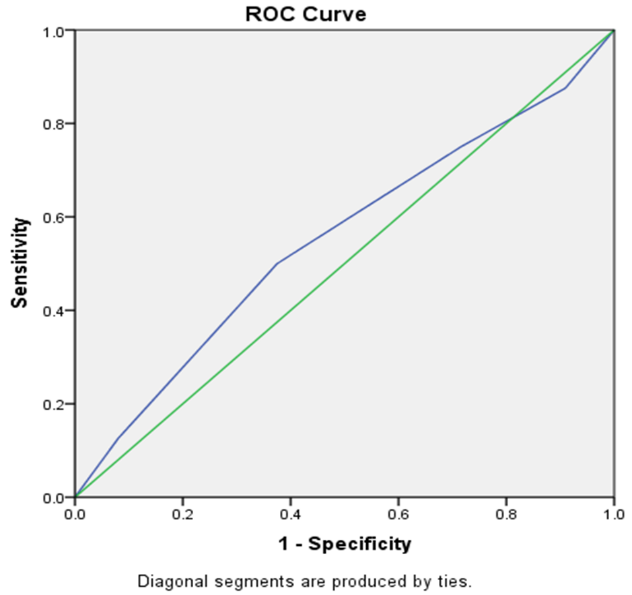 ROC Curve
1.0
0.8
0.6
0.4
0.2
0.0
Sensitivity
0.0 0.2 0.4 0.6 0.8 1.0
1 - Specificity
Diagonal segments are produced by ties.